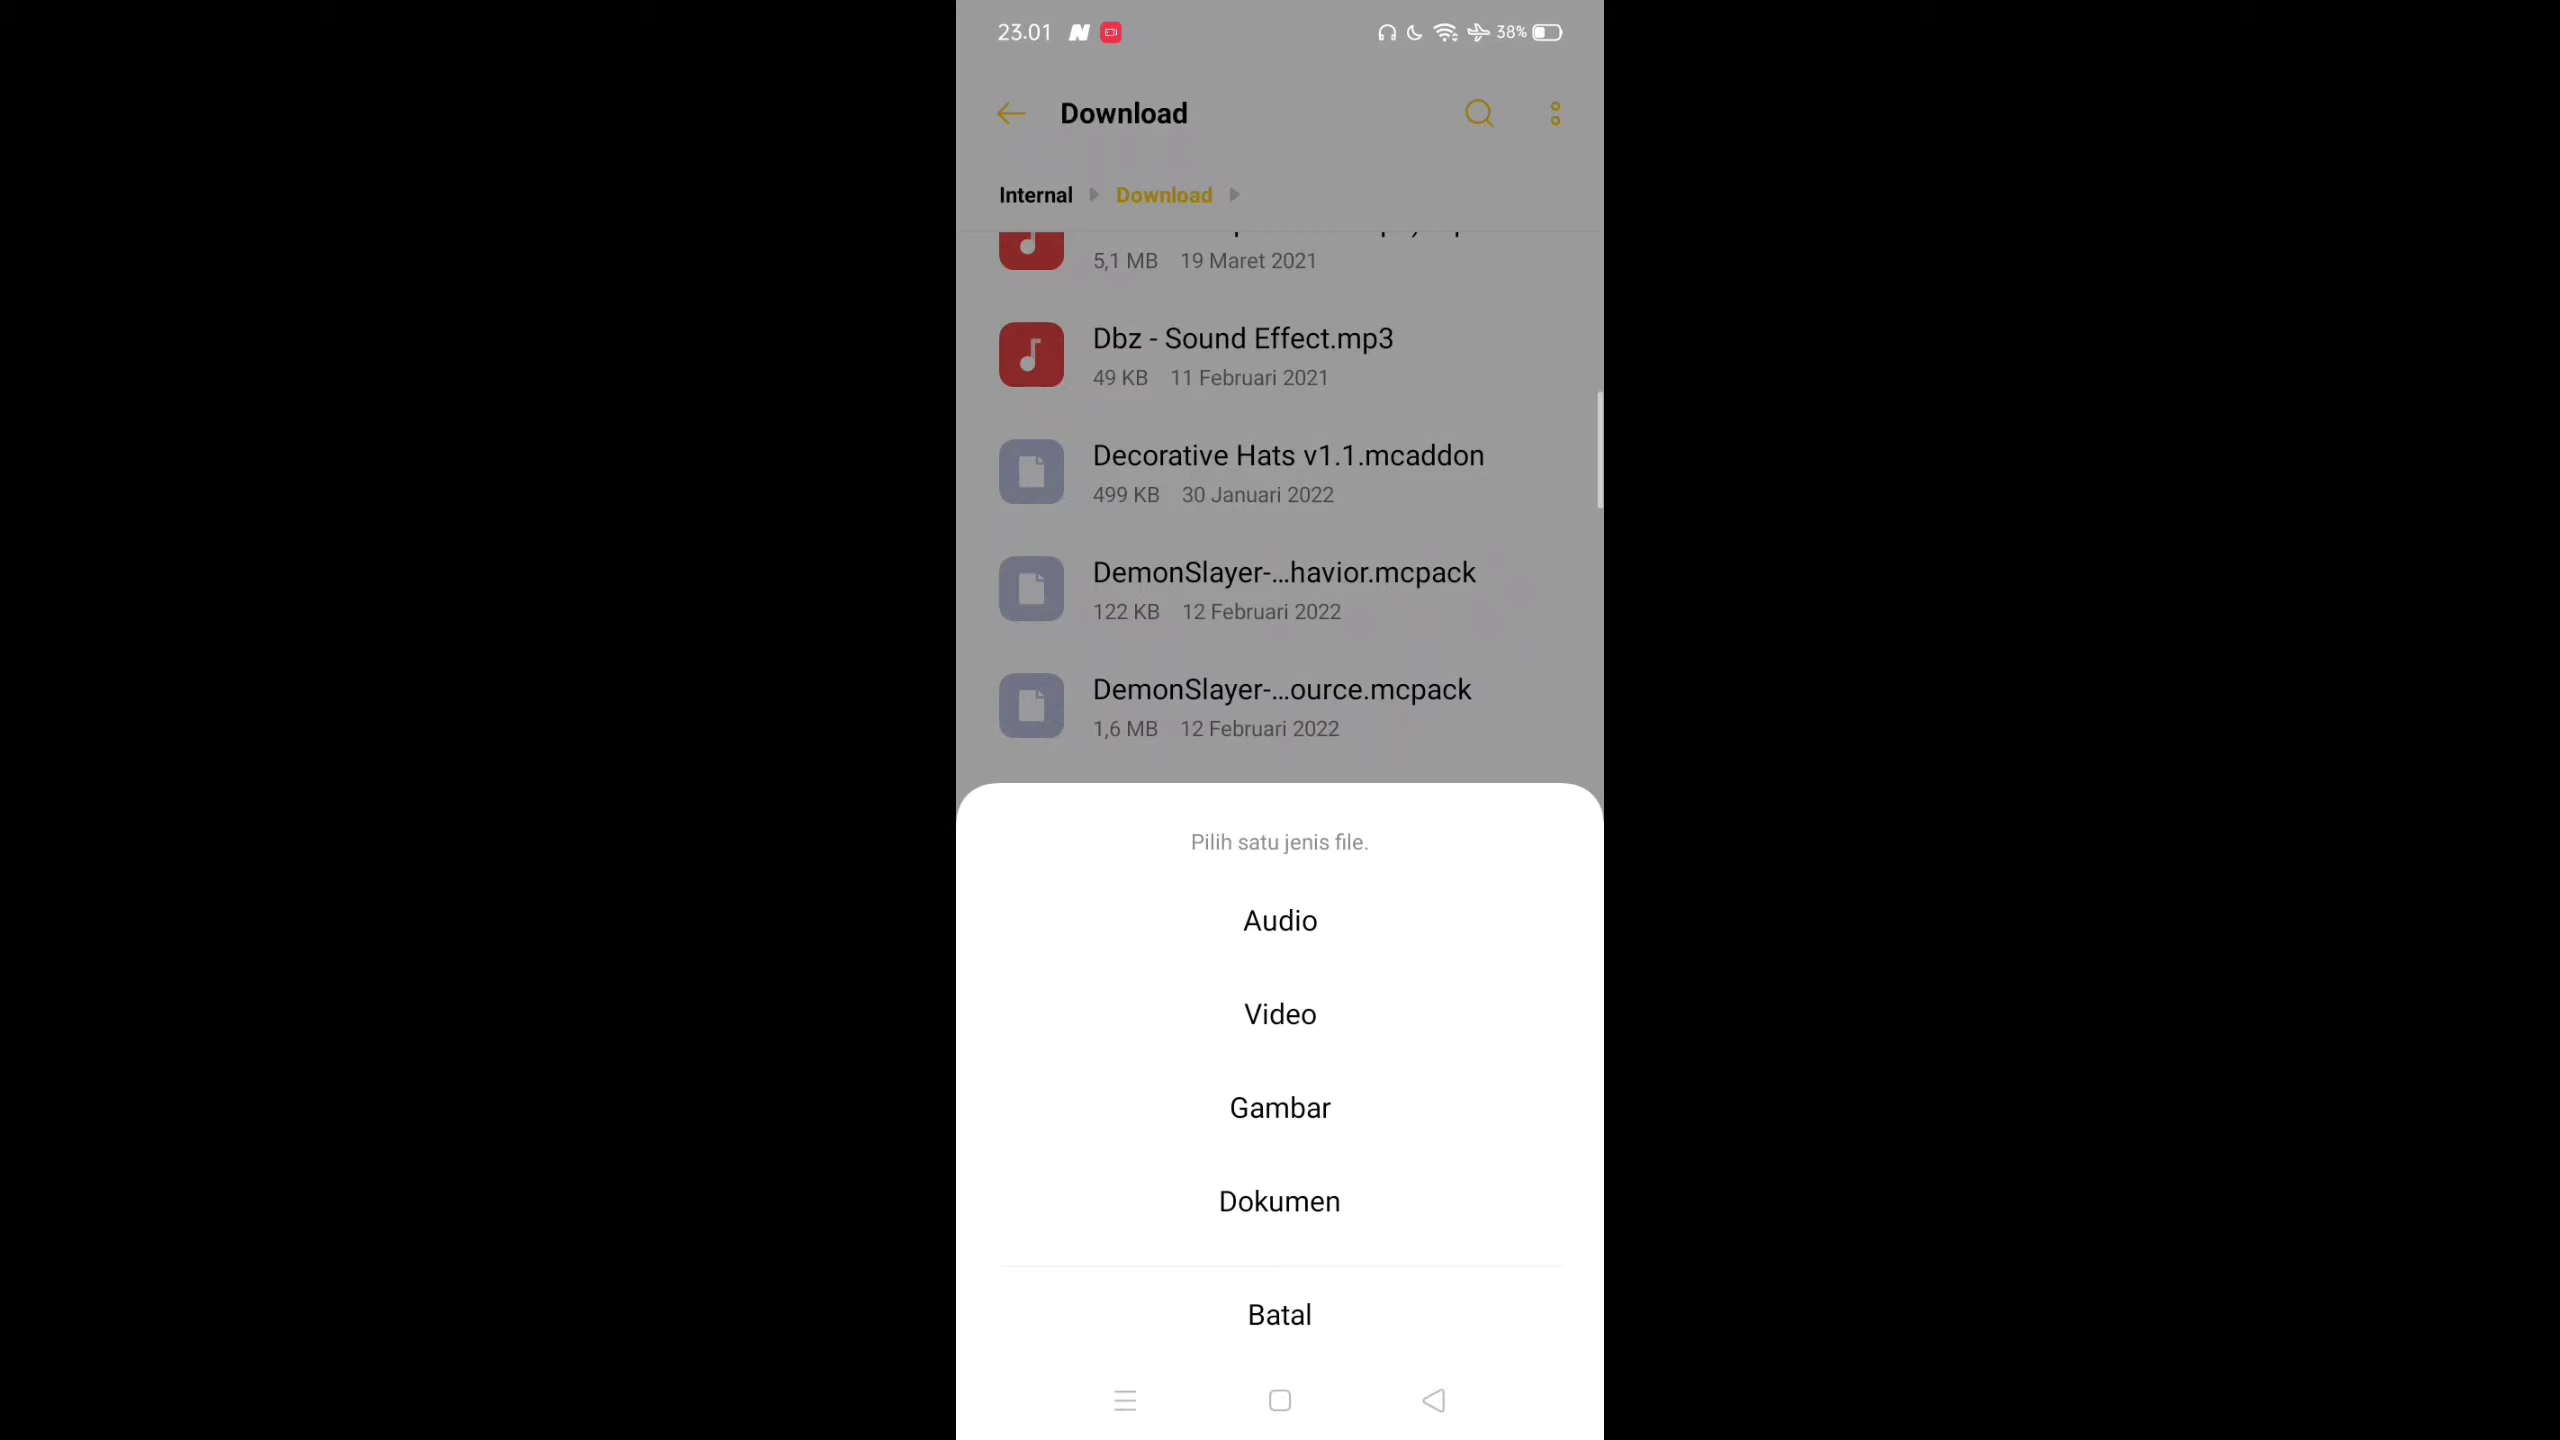 23.01
38%
Download
Internal Download
5,1 MB 19 Maret 2021
Dbz - Sound Effect.mp3
49 KB 11 Februari 2021
Decorative Hats v1.1.mcaddon
499 KB 30 Januari 2022
DemonSlayer-...havior.mcpack
122 KB 12 Februari 2022
DemonSlayer-...ource.mcpack
1,6 MB 12 Februari 2022
Pilih satu jenis file.
Audio
Video
Gambar
Dokumen
Batal